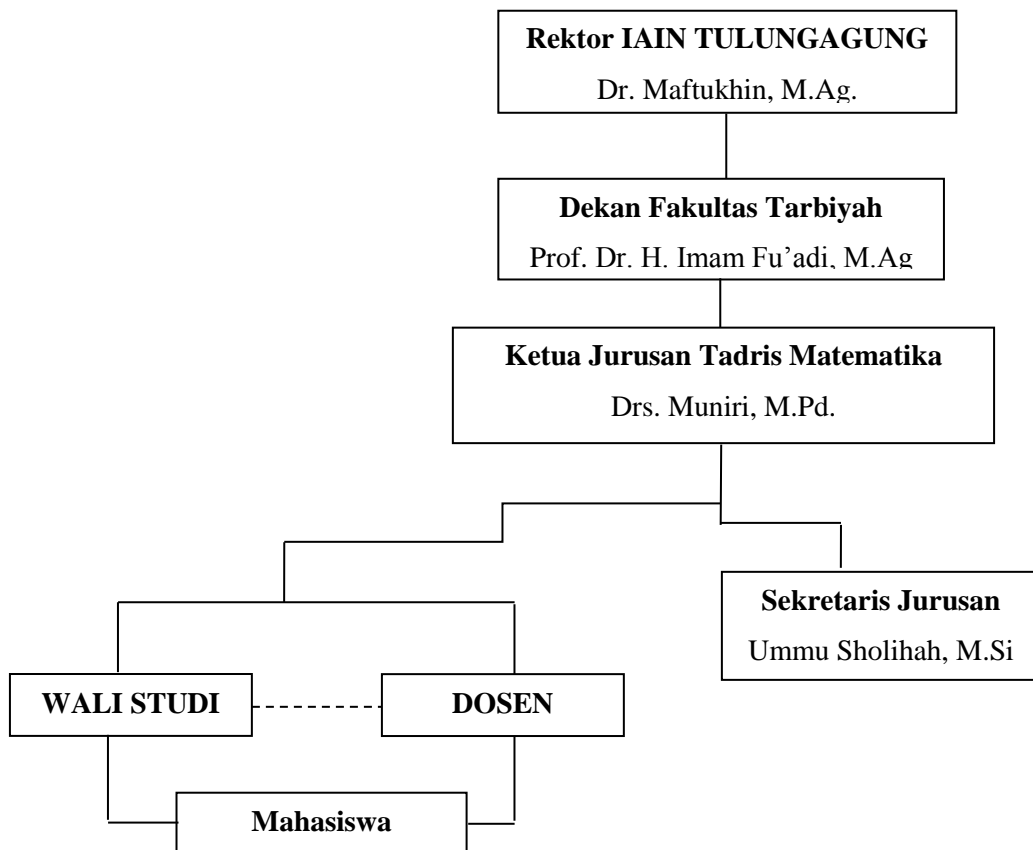 Rektor IAIN TULUNGAGUNG
Dr. Maftukhin, M.Ag.
Dekan Fakultas Tarbiyah
Prof. Dr. H. Imam Fu’adi, M.Ag
Ketua Jurusan Tadris Matematika
Drs. Muniri, M.Pd.
Sekretaris Jurusan
Ummu Sholihah, M.Si
WALI STUDI
DOSEN
Mahasiswa